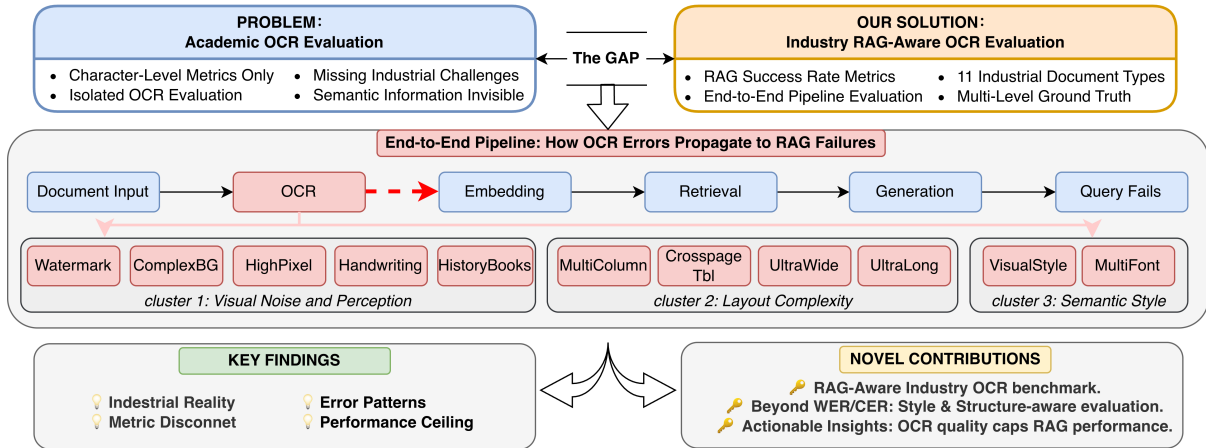 PROBLEM:
Academic OCR Evaluation
• Character-Level Metrics Only
• Isolated OCR Evaluation
• Missing Industrial Challenges
• Semantic Information Invisible
The GAP
OUR SOLUTION:
Industry RAG-Aware OCR Evaluation
• RAG Success Rate Metrics
• End-to-End Pipeline Evaluation
• 11 Industrial Document Types
• Multi-Level Ground Truth
End-to-End Pipeline: How OCR Errors Propagate to RAG Failures
Document Input
OCR
Embedding
Retrieval
Generation
Query Fails
Watermark
ComplexBG
HighPixel
Handwriting
HistoryBooks
cluster 1: Visual Noise and Perception
MultiColumn
Crosspage
Tbl
UltraWide
UltraLong
cluster 2: Layout Complexity
VisualStyle
MultiFont
cluster 3: Semantic Style
KEY FINDINGS
Indestrial Reality
Metric Disconnet
Error Patterns
Performance Ceiling
NOVEL CONTRIBUTIONS
RAG-Aware Industry OCR benchmark.
Beyond WER/CER: Style & Structure-aware evaluation.
Actionable Insights: OCR quality caps RAG performance.